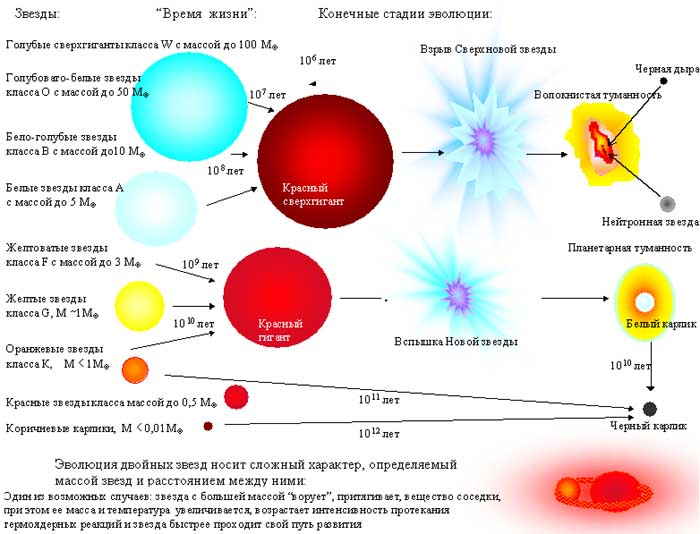 Звезды:
“Время жизни”:
Конечные стадии эволюции:
Голубые сверхгиганты класса W с массой до 100 M⊙
10⁶ лет
Взрыв Сверхновой звезды
Черная дыра
Голубовато-белые звезды
класса О с массой до 50 M⊙
10⁷ лет
Волокнистая туманность
Бело-голубые звезды
класса В с массой до10 M⊙
10⁸ лет
Белые звезды класса А
с массой до 5 M⊙
Красный
сверхгигант
Нейтронная звезда
Желтоватые звезды
класса F с массой до 3 M⊙
10⁹ лет
Планетарная туманность
Желтые звезды
класса G, M ~1M⊙
10¹⁰ лет
Красный
гигант
Вспышка Новой звезды
Белый карлик
Оранжевые звезды
класса К, M < 1M⊙
10¹⁰ лет
Красные звезды класса массой до 0,5 M⊙
10¹¹ лет
Черный карлик
Коричневые карлики, M < 0,01M⊙
10¹² лет
Эволюция двойных звезд носит сложный характер, определяемый
массой звезд и расстоянием между ними:
Один из возможных случаев: звезда с большей массой “ворует”, притягивает, вещество соседки,
при этом ее масса и температура увеличивается, возрастает интенсивность протекания
гермоядерных реакций и звезда быстрее проходит свой путь развития